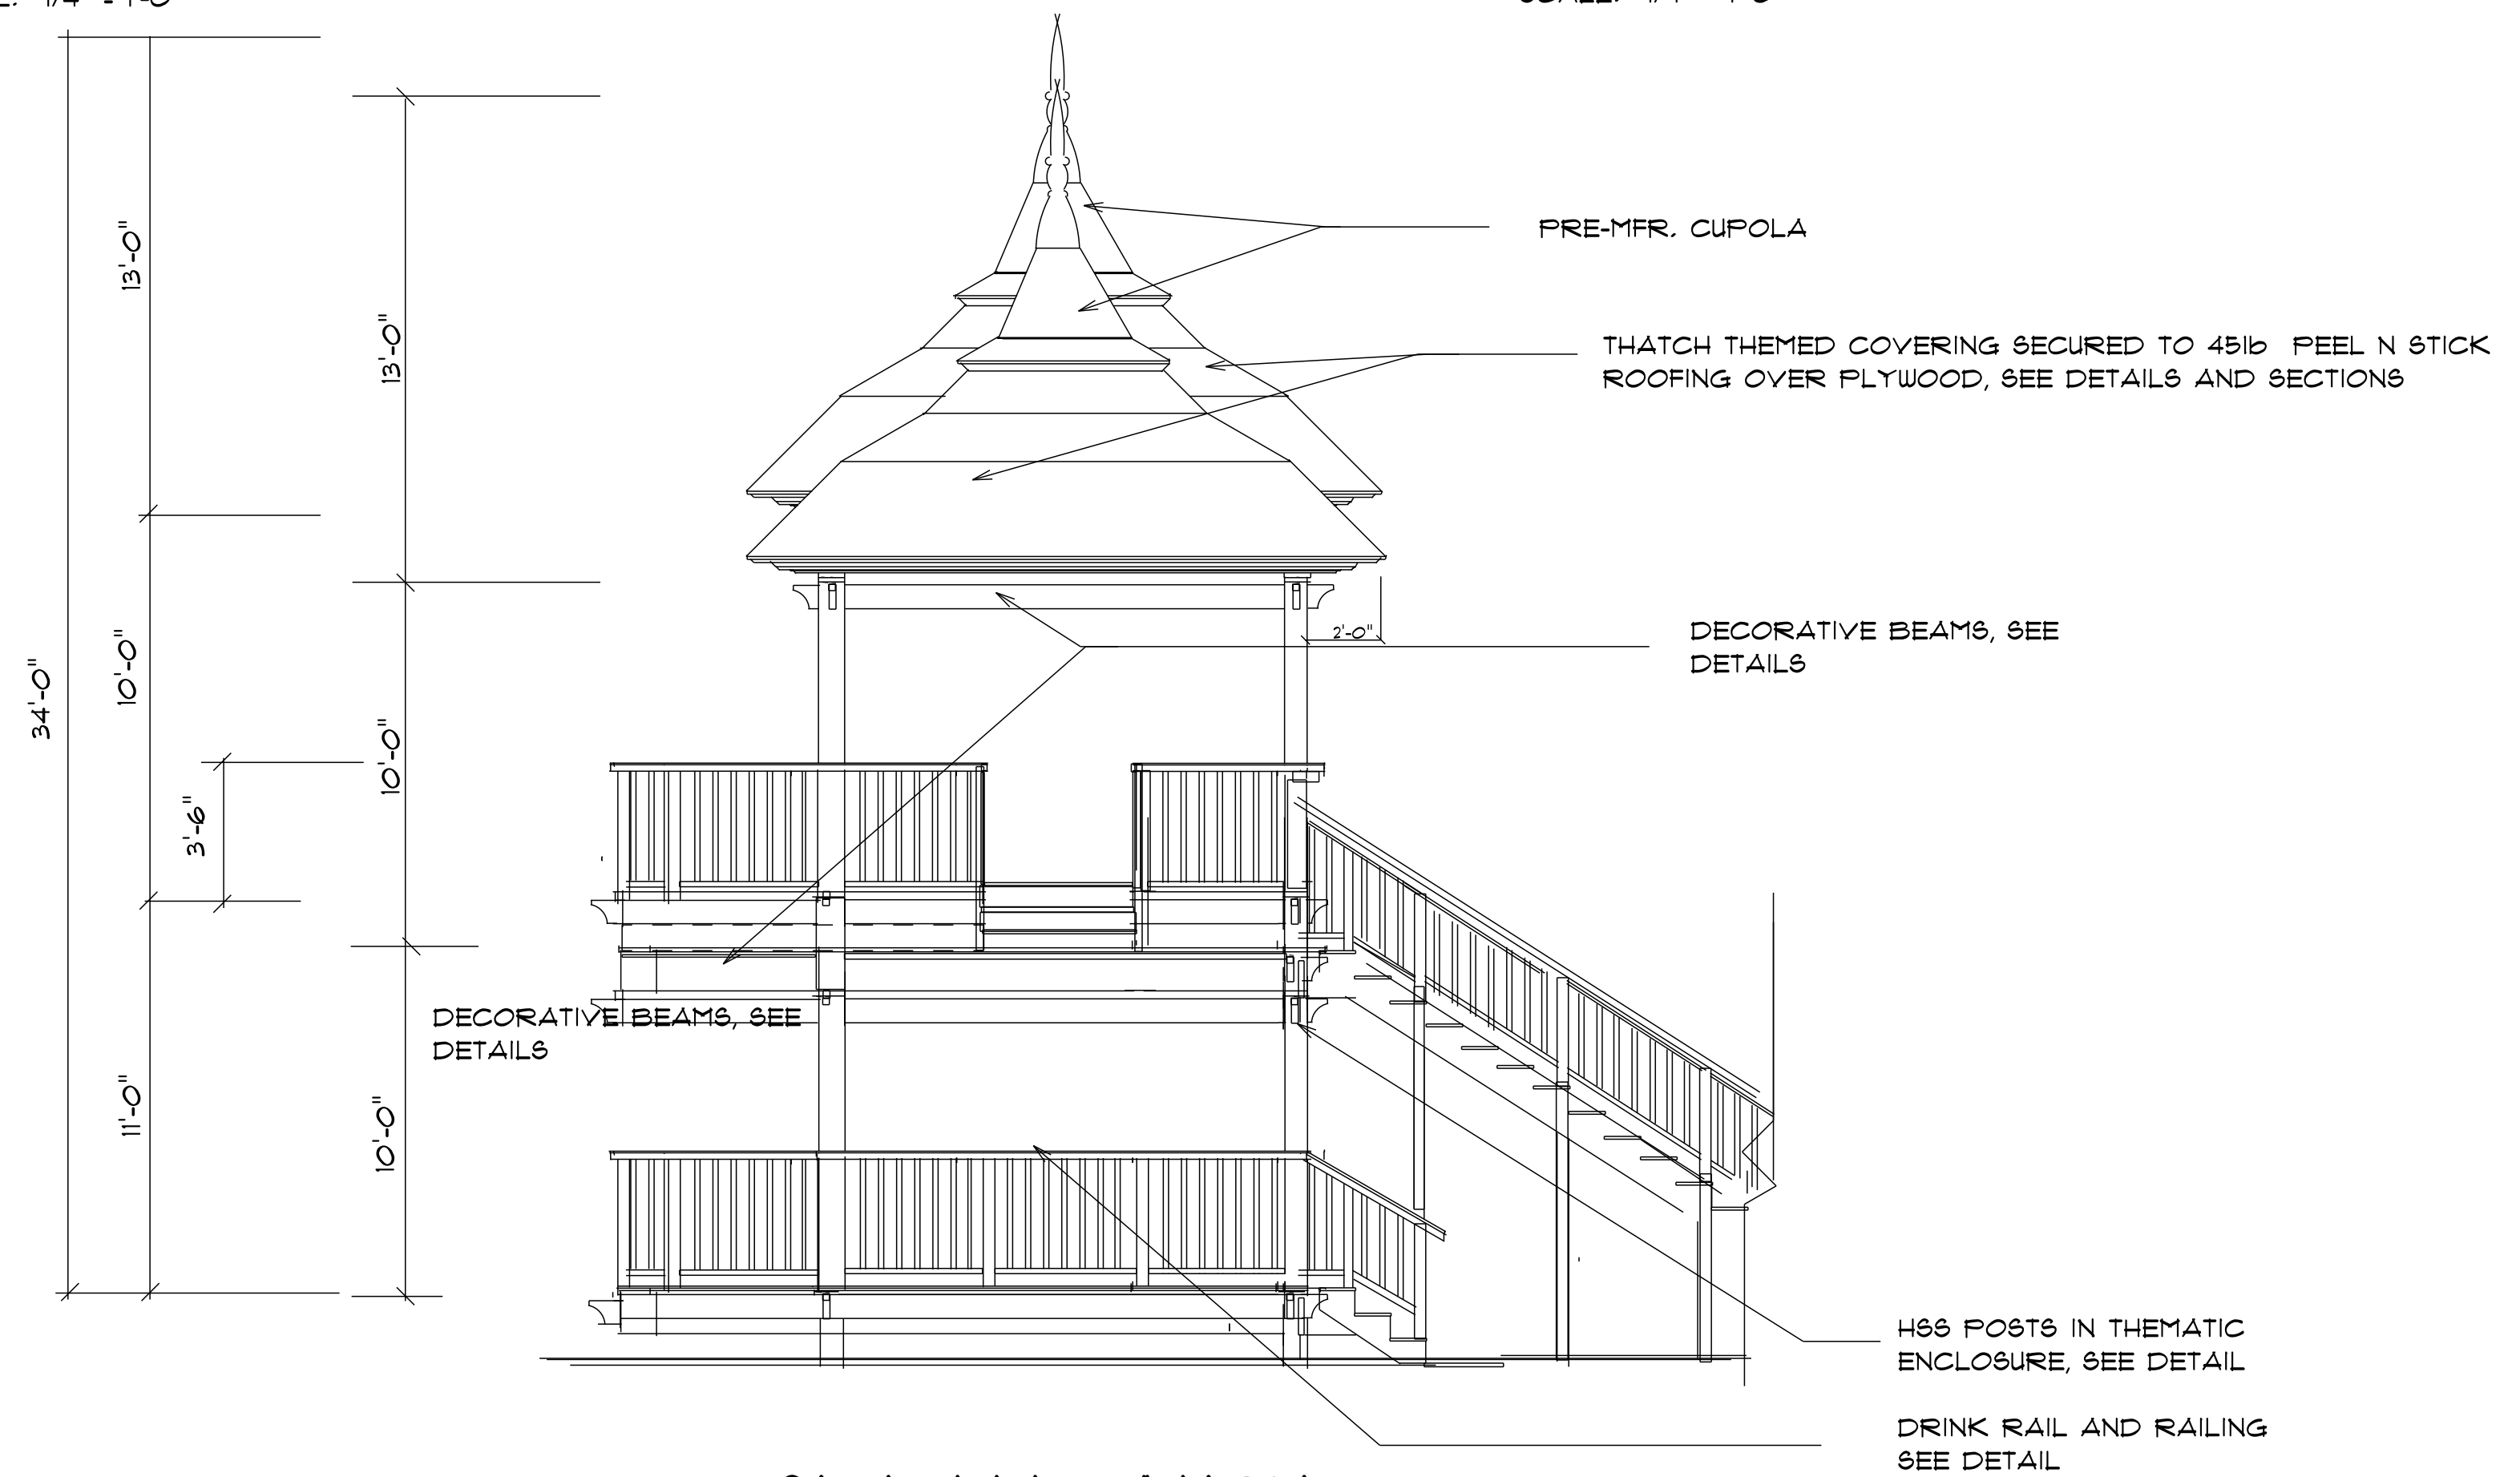 13'-0"
13'-0"
34'-0"
10'-0"
10'-0"
3'-6"
11'-0"
10'-0"
PRE-MFR. CUPOLA
THATCH THEMED COVERING SECURED TO 45lb PEEL N STICK
ROOFING OVER PLYWOOD, SEE DETAILS AND SECTIONS
2'-0"
DECORATIVE BEAMS, SEE
DETAILS
DECORATIVE BEAMS, SEE
DETAILS
HSS POSTS IN THEMATIC
ENCLOSURE, SEE DETAIL
DRINK RAIL AND RAILING
SEE DETAIL